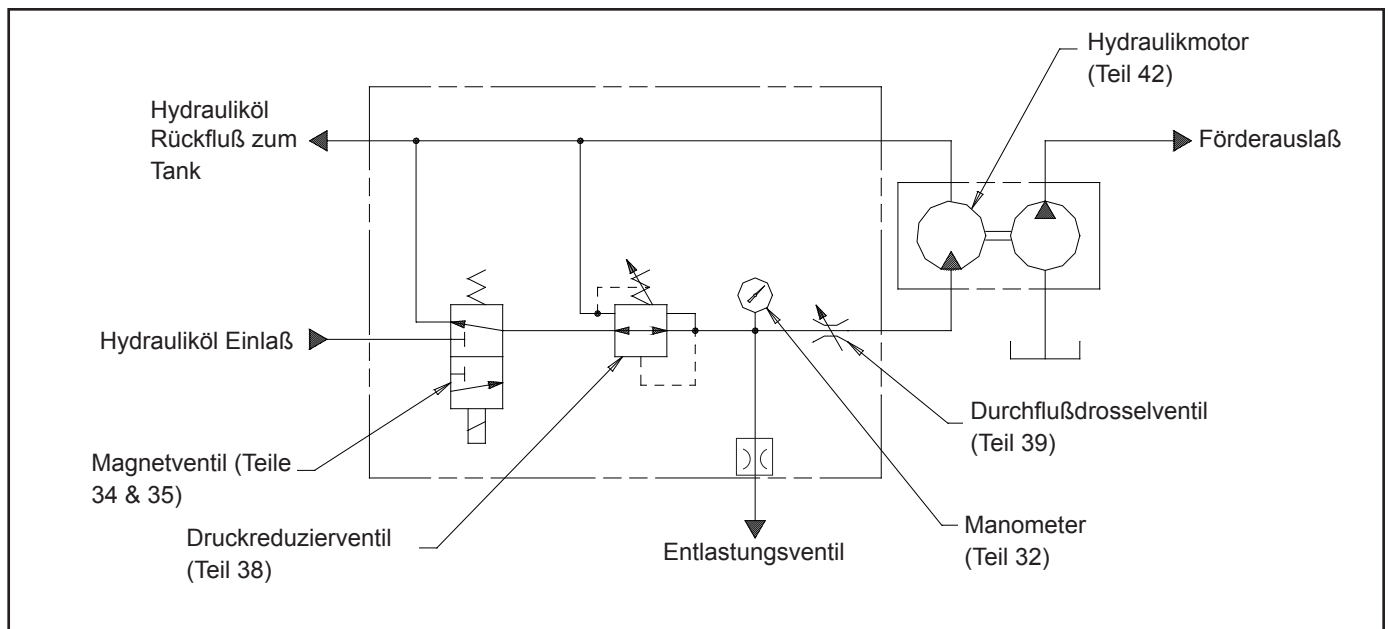 Hydraulikmotor
(Teil 42)
Hydrauliköl
Rückfluß zum
Tank
Förderauslaß
Hydrauliköl Einlaß
Durchflußdrosselventil
(Teil 39)
Magnetventil (Teile
34 & 35)
Druckreduzierventil
(Teil 38)
Entlastungsventil
Manometer
(Teil 32)